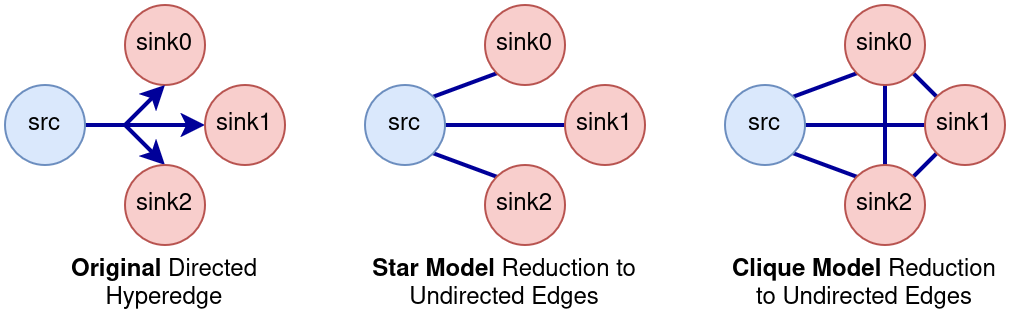 sink0
src
sink1
sink2
Original Directed
Hyperedge
sink0
src
sink1
sink2
Star Model Reduction to
Undirected Edges
sink0
src
sink1
sink2
Clique Model Reduction
to Undirected Edges